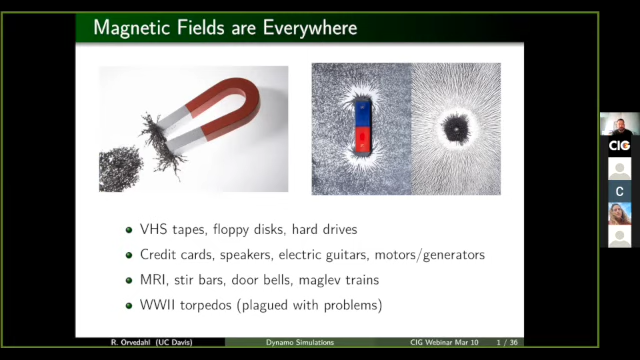 Magnetic Fields are Everywhere
VHS tapes, floppy disks, hard drives
Credit cards, speakers, electric guitars, motors/generators
MRI, stir bars, door bells, maglev trains
WWII torpedos (plagued with problems)
R. Orvedahl (UC Davis) Dynamo Simulations CIG Webinar Mar 10 1 / 36
CIG
C